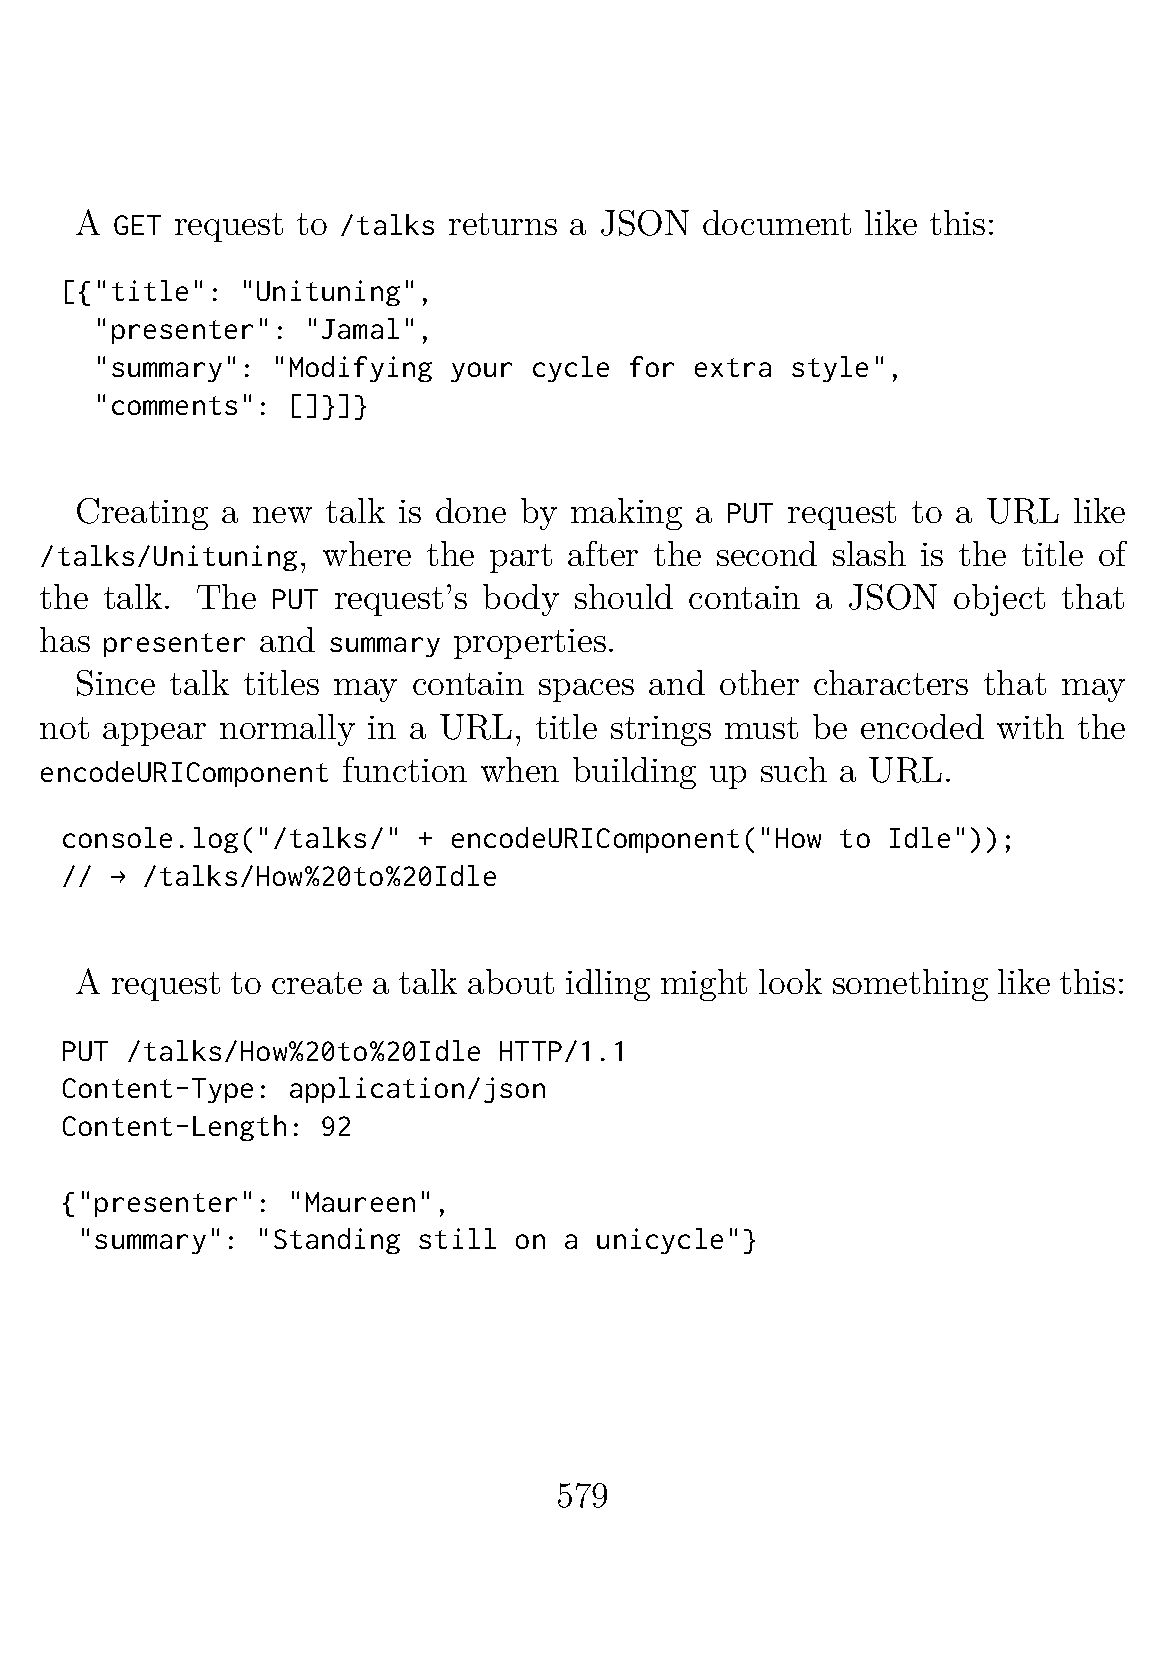 A GET request to /talks returns a JSON document like this:
[{"title": "Unituning",
"presenter": "Jamal",
"summary": "Modifying your cycle for extra style",
"comments": []}]}
Creating a new talk is done by making a PUT request to a URL like
/talks/Unituning, where the part after the second slash is the title of
the talk. The PUT request’s body should contain a JSON object that
has presenter and summary properties.
Since talk titles may contain spaces and other characters that may
not appear normally in a URL, title strings must be encoded with the
encodeURIComponent function when building up such a URL.
console.log("/talks/" + encodeURIComponent("How to Idle"));
// → /talks/How%20to%20Idle
A request to create a talk about idling might look something like this:
PUT /talks/How%20to%20Idle HTTP/1.1
Content-Type: application/json
Content-Length: 92
{"presenter": "Maureen",
"summary": "Standing still on a unicycle"}
579